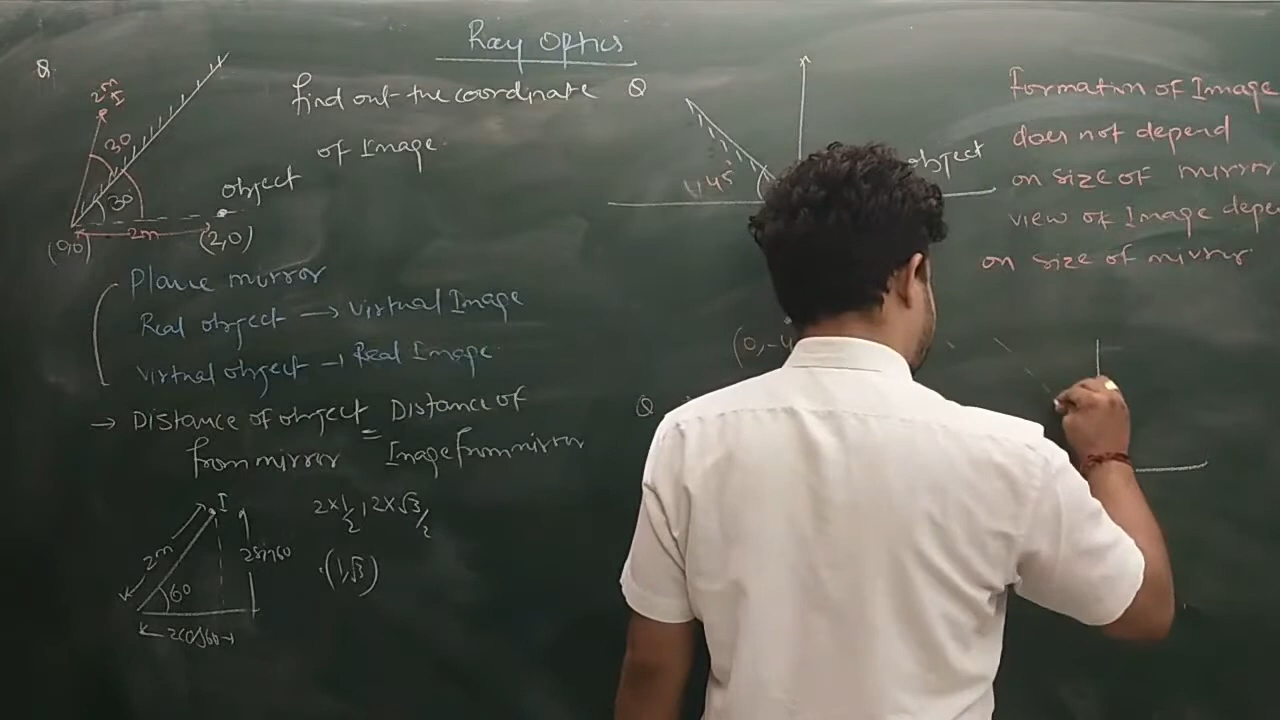 Ray Optics
Q.
find out the coordinate
of Image.
2m
I
30
30
object
(0,0)
2m
(2,0)
Plane mirror
Real object → Virtual Image
Virtual object → Real Image.
→ Distance of object = Distance of
from mirror Image from mirror
I
2m
60
2sin60
2cos60
2×1/2, 2×√3/2
(1,√3)
Q
45
object
(0,-4
Q
Formation of Image
does not depend
on size of mirror
view of Image depe
on size of mirror